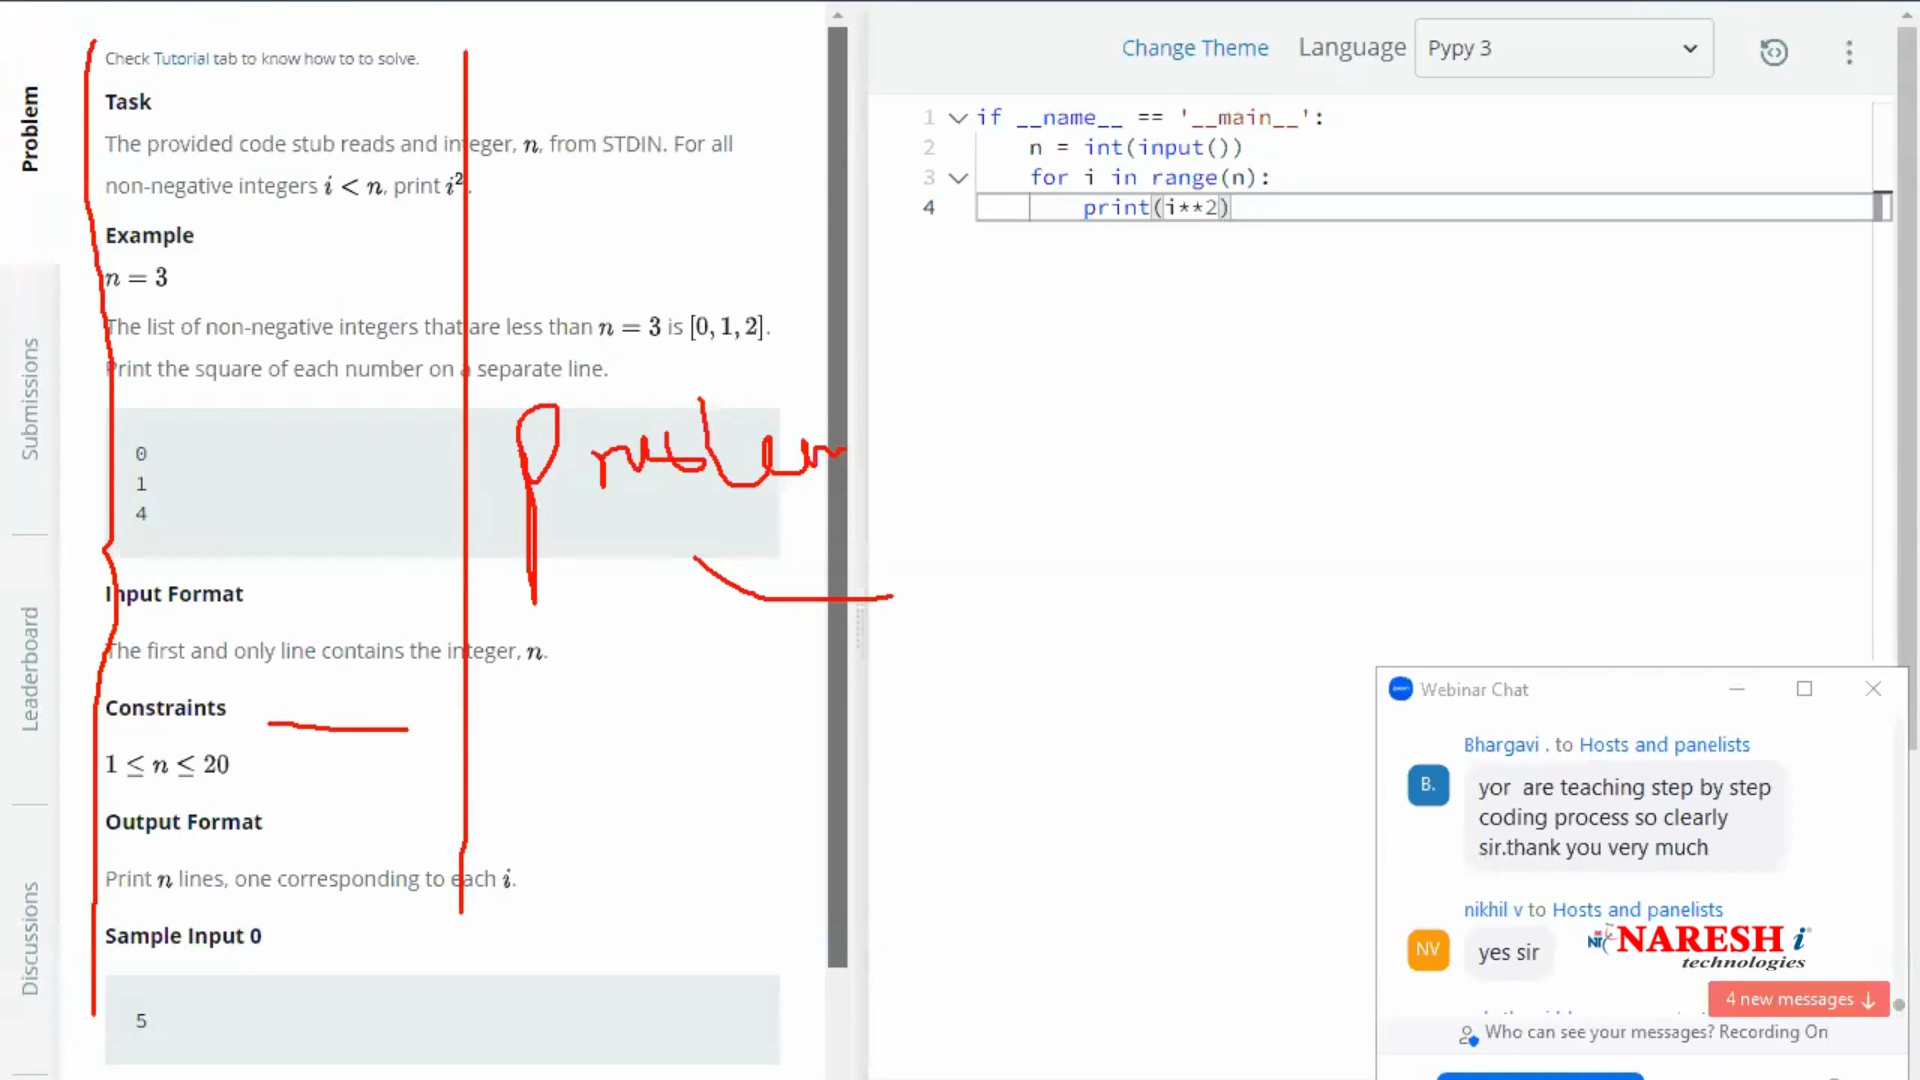 Problem
Submissions
Leaderboard
Discussions
Check Tutorial tab to know how to to solve.
Task
The provided code stub reads and integer, n, from STDIN. For all
non-negative integers i < n, print i².
Example
n = 3
The list of non-negative integers that are less than n = 3 is [0, 1, 2].
Print the square of each number on a separate line.
0
1
4
Problem
Input Format
The first and only line contains the integer, n.
Constraints
1 ≤ n ≤ 20
Output Format
Print n lines, one corresponding to each i.
Sample Input 0
5
Change Theme Language Pypy 3
1 if __name__ == '__main__':
2 n = int(input())
3 for i in range(n):
4 print(i**2)
zoom Webinar Chat
Bhargavi . to Hosts and panelists
B.
yor are teaching step by step
coding process so clearly
sir.thank you very much
nikhil v to Hosts and panelists
NV
yes sir
NARESH i
technologies
4 new messages ↓
Who can see your messages? Recording On